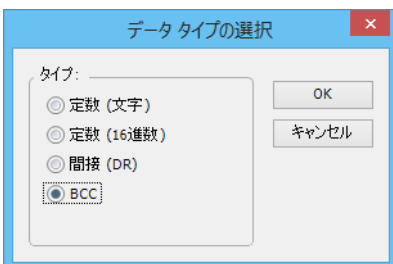 データ タイプの選択
タイプ:
定数 (文字)
定数 (16進数)
間接 (DR)
BCC
OK
キャンセル